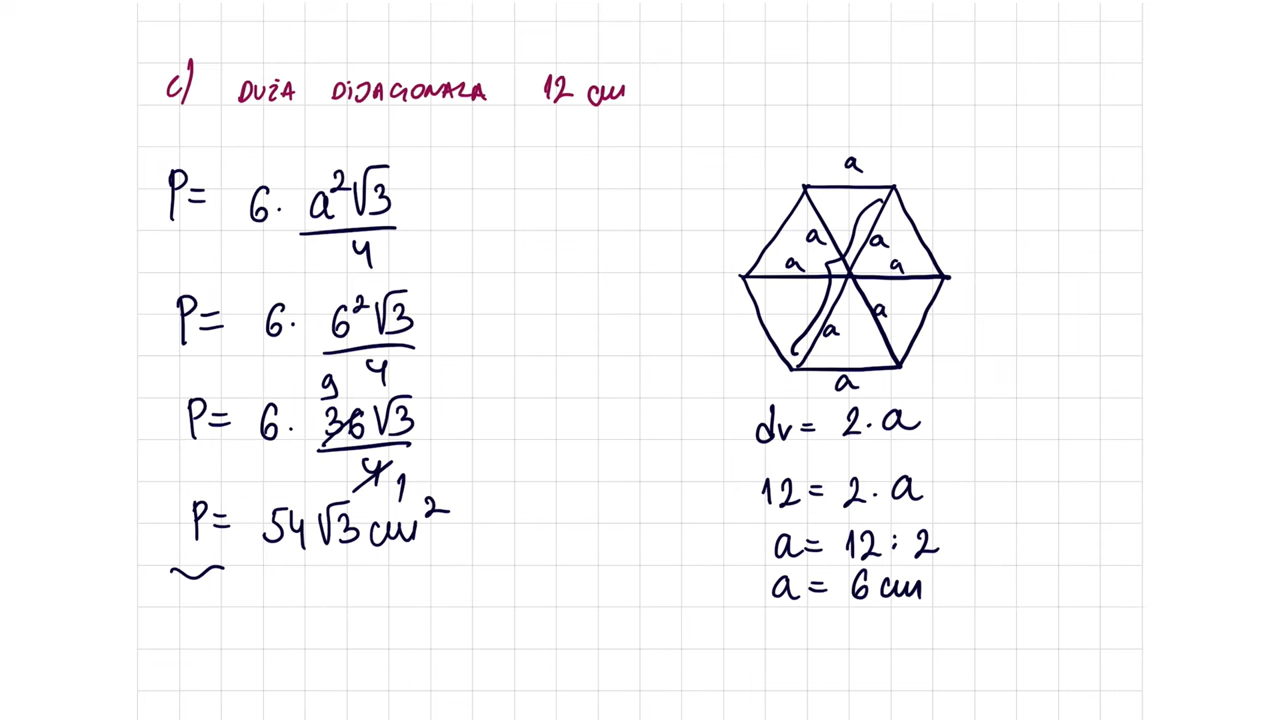 c) DUŽA DIJAGONALA 12 cm
P= 6· a²√3/4
P= 6· 6²√3/4
9
P= 6· 36√3/4
1
P= 54√3 cm²
a
a a
a a
a a
a
dv= 2·a
12= 2·a
a= 12:2
a= 6 cm